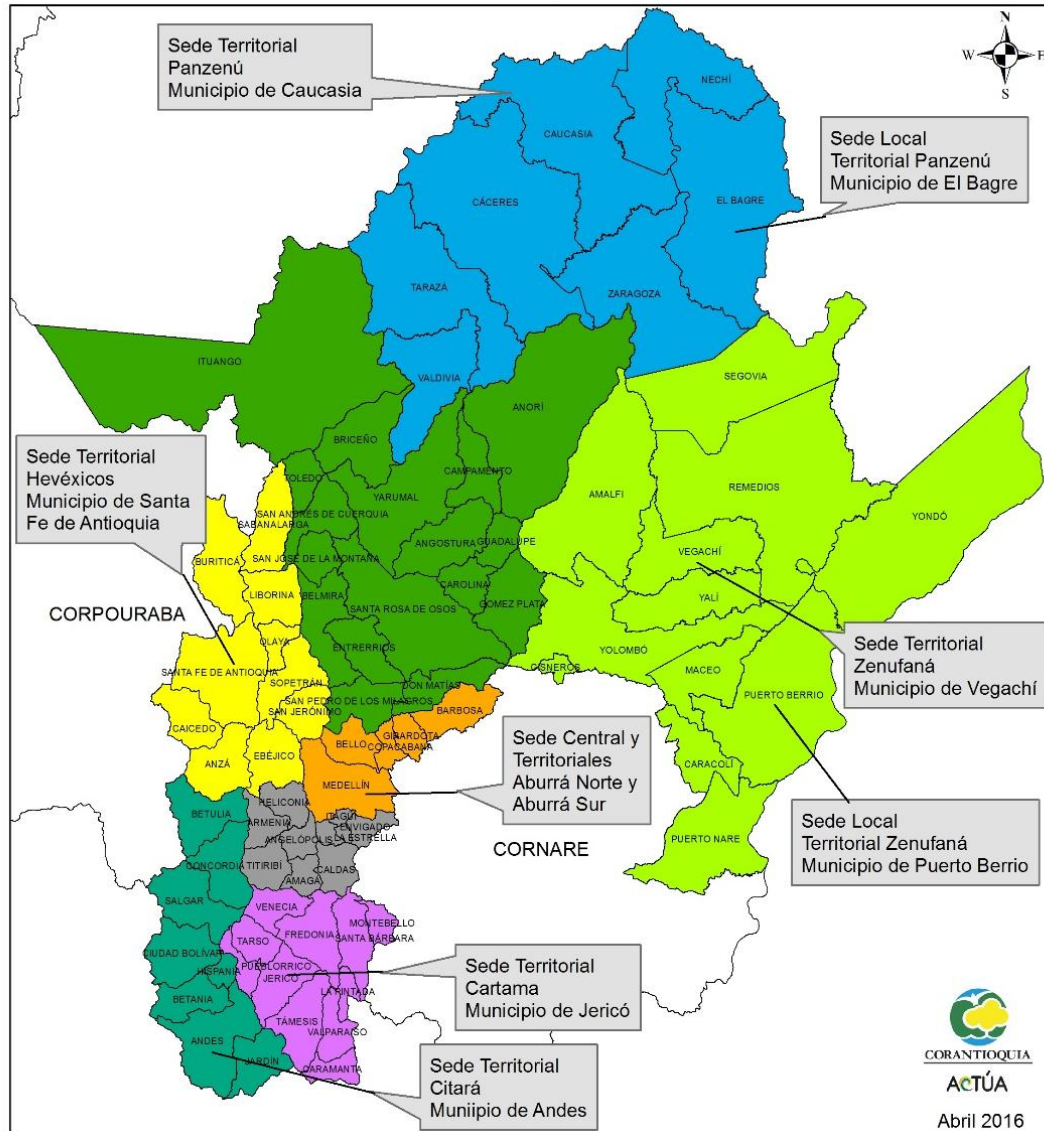 Sede Territorial
Panzenú
Municipio de Caucasia
N
W
E
S
NECHÍ
CAUCASIA
Sede Local
Territorial Panzenú
Municipio de El Bagre
CÁCERES
EL BAGRE
TARAZÁ
ZARAGOZA
ITUANGO
VALDIVIA
SEGOVIA
ANORÍ
BRICEÑO
Sede Territorial
Hevéxicos
Municipio de Santa
Fe de Antioquia
TOLEDO
CAMPAMENTO
YARUMAL
AMALFI
REMEDIOS
YONDÓ
SAN ANDRÉS DE CUERQUIA
SABANALARGA
ANGOSTURA
GUADALUPE
VEGACHÍ
BURITICÁ
SAN JOSÉ DE LA MONTAÑA
CAROLINA
LIBORINA
BELMIRA
SANTA ROSA DE OSOS
GOMEZ PLATA
YALÍ
CORPOURABA
OLAYA
ENTRERRIOS
YOLOMBÓ
Sede Territorial
Zenufaná
Municipio de Vegachí
SANTA FE DE ANTIOQUIA
CISNEROS
MACEO
SOPETRÁN
DON MATÍAS
PUERTO BERRIO
SAN PEDRO DE LOS MILAGROS
SAN JERÓNIMO
BARBOSA
CAICEDO
GIRARDOTA
BELLO
COPACABANA
Sede Central y
Territoriales
Aburrá Norte y
Aburrá Sur
ANZÁ
EBÉJICO
CARACOLÍ
MEDELLÍN
HELICONIA
BETULIA
ARMENIA
ITAGUI
ENVIGADO
LA ESTRELLA
ANGELÓPOLIS
CORNARE
PUERTO NARE
Sede Local
Territorial Zenufaná
Municipio de Puerto Berrio
CONCORDIA
TITIRIBÍ
CALDAS
AMAGÁ
SALGAR
VENECIA
MONTEBELLO
FREDONIA
SANTA BÁRBARA
TARSO
CIUDAD BOLÍVAR
PUEBLORRICO
HISPANIA
JERICÓ
Sede Territorial
Cartama
Municipio de Jericó
LA PINTADA
BETANIA
TÁMESIS
VALPARAISO
ANDES
JARDÍN
CARAMANTA
Sede Territorial
Citará
Muniipio de Andes
CORANTIOQUIA
ACTÚA
Abril 2016